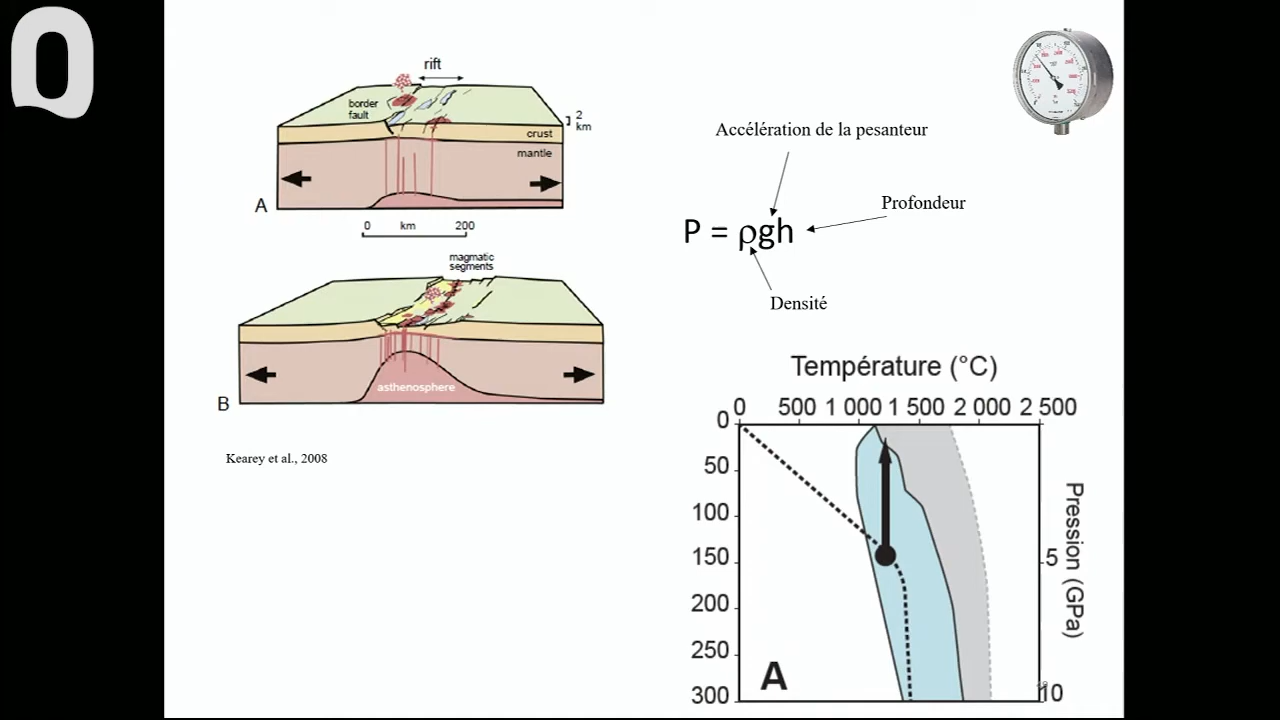 rift
border
fault
2
km
crust
mantle
A
0 km 200
magmatic
segments
asthenosphere
B
Kearey et al., 2008
Accélération de la pesanteur
Profondeur
P = ρgh
Densité
Température (°C)
0 500 1 000 1 500 2 000 2 500
0
50
100
150
200
250
300
5
10
Pression (GPa)
A